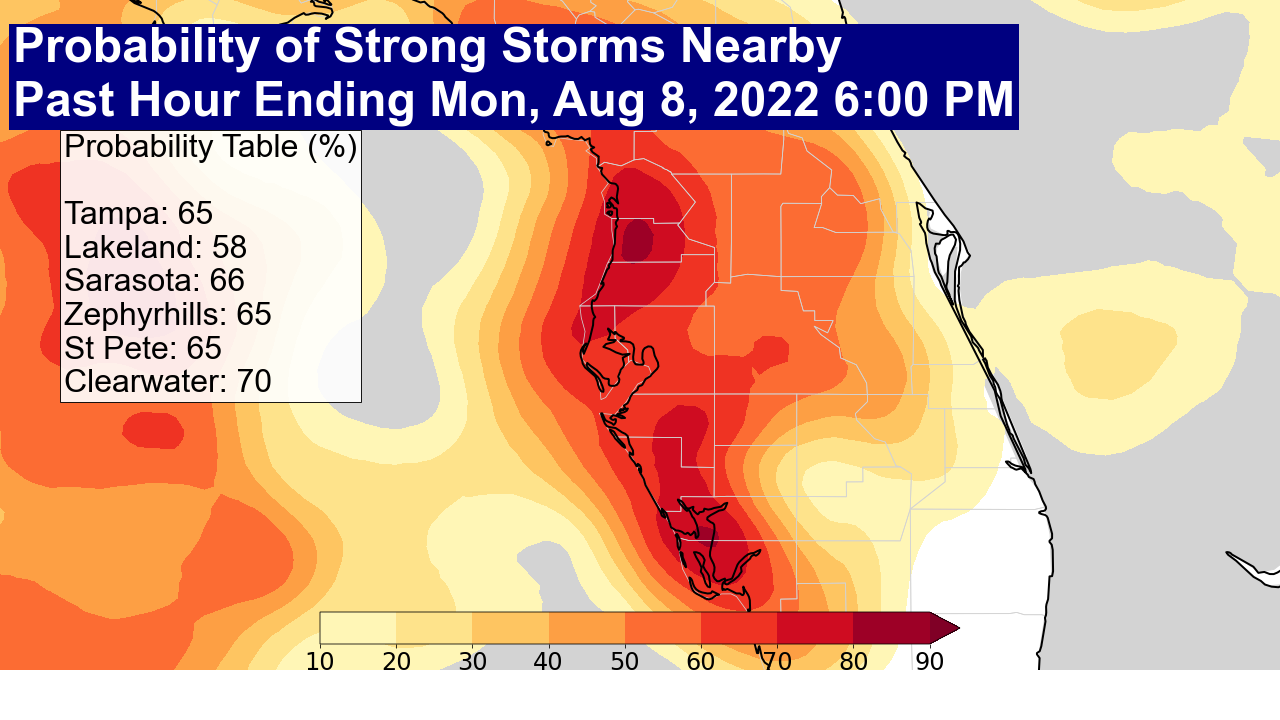 Probability of Strong Storms Nearby
Past Hour Ending Mon, Aug 8, 2022 6:00 PM
Probability Table (%)
Tampa: 65
Lakeland: 58
Sarasota: 66
Zephyrhills: 65
St Pete: 65
Clearwater: 70
10 20 30 40 50 60 70 80 90